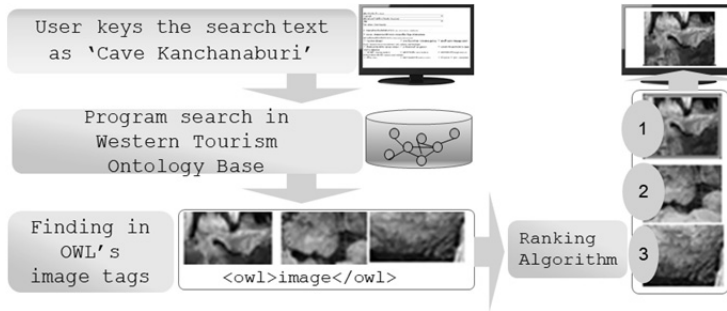 User keys the search text
as ‘Cave Kanchanaburi’
Program search in
Western Tourism
Ontology Base
Finding in
OWL’s
image tags
<owl>image</owl>
Ranking
Algorithm
1
2
3